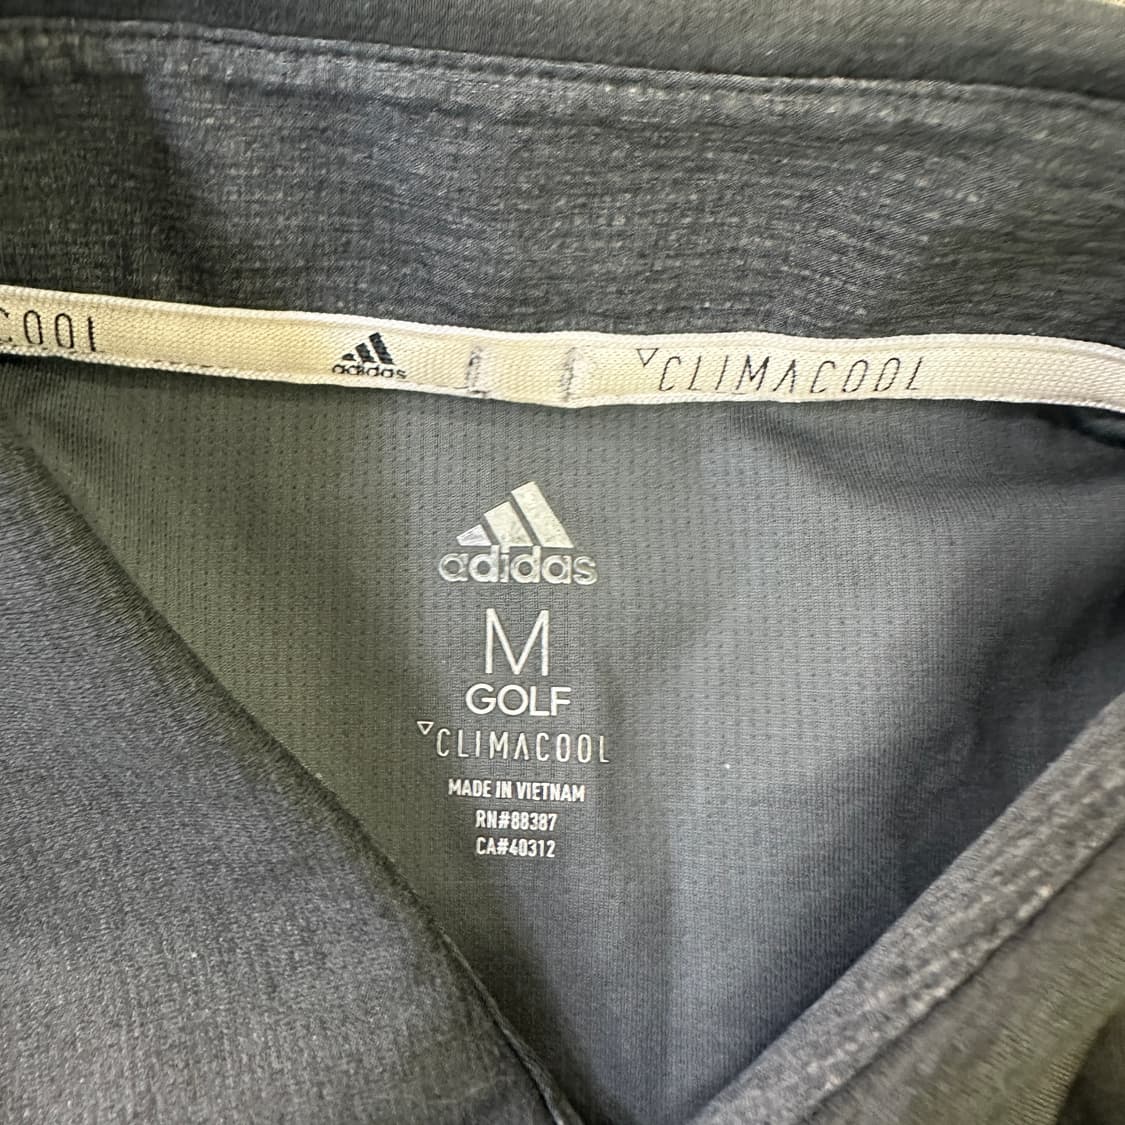 COOL
adidas
CLIMACOOL
adidas
M
GOLF
CLIMACOOL
MADE IN VIETNAM
RN#88387
CA#40312